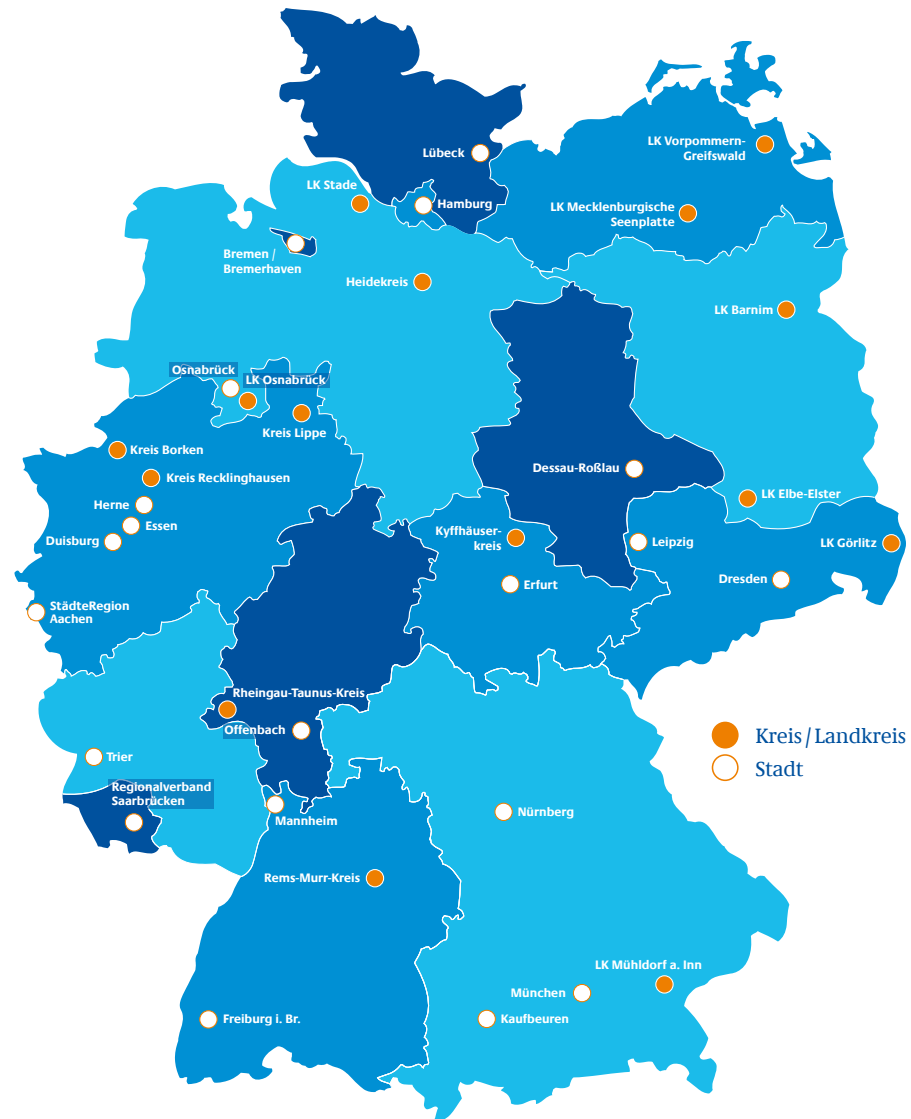 LK Vorpommern-
Greifswald
Lübeck
LK Stade
Hamburg
LK Mecklenburgische
Seenplatte
Bremen /
Bremerhaven
Heidekreis
LK Barnim
Osnabrück
LK Osnabrück
Kreis Lippe
Kreis Borken
Kreis Recklinghausen
Dessau-Roßlau
LK Elbe-Elster
Herne
Essen
Duisburg
Kyffhäuser-
kreis
Leipzig
LK Görlitz
Erfurt
Dresden
StädteRegion
Aachen
Rheingau-Taunus-Kreis
Offenbach
Kreis / Landkreis
Stadt
Trier
Regionalverband
Saarbrücken
Mannheim
Nürnberg
Rems-Murr-Kreis
LK Mühldorf a. Inn
München
Kaufbeuren
Freiburg i. Br.